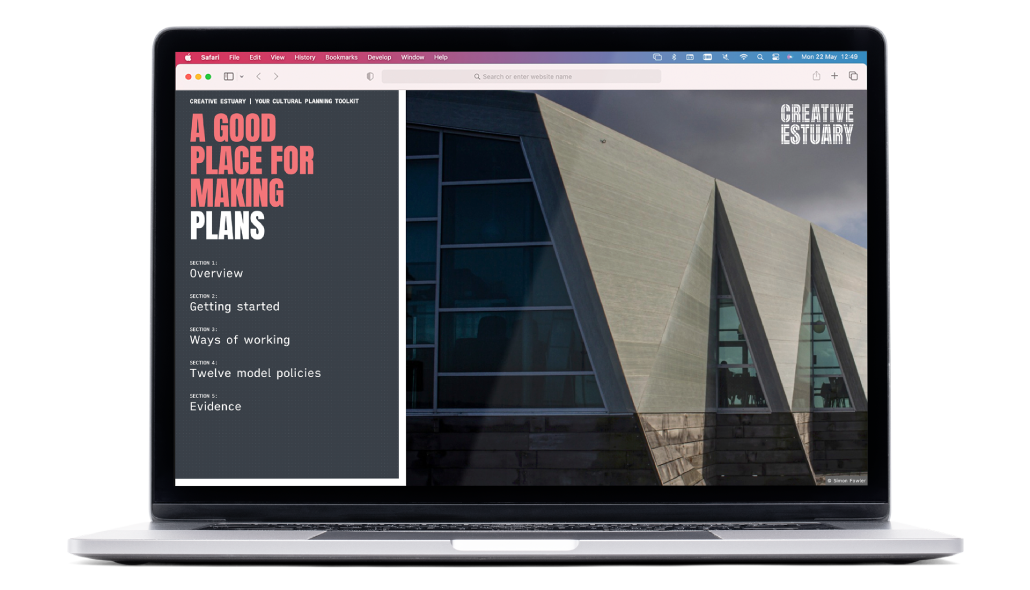 Safari File Edit View History Bookmarks Develop Window Help
Mon 22 May 12:49
Search or enter website name
CREATIVE ESTUARY | YOUR CULTURAL PLANNING TOOLKIT
A GOOD
PLACE FOR
MAKING
PLANS
SECTION 1:
Overview
SECTION 2:
Getting started
SECTION 3:
Ways of working
SECTION 4:
Twelve model policies
SECTION 5:
Evidence
CREATIVE
ESTUARY
© Simon Fowler